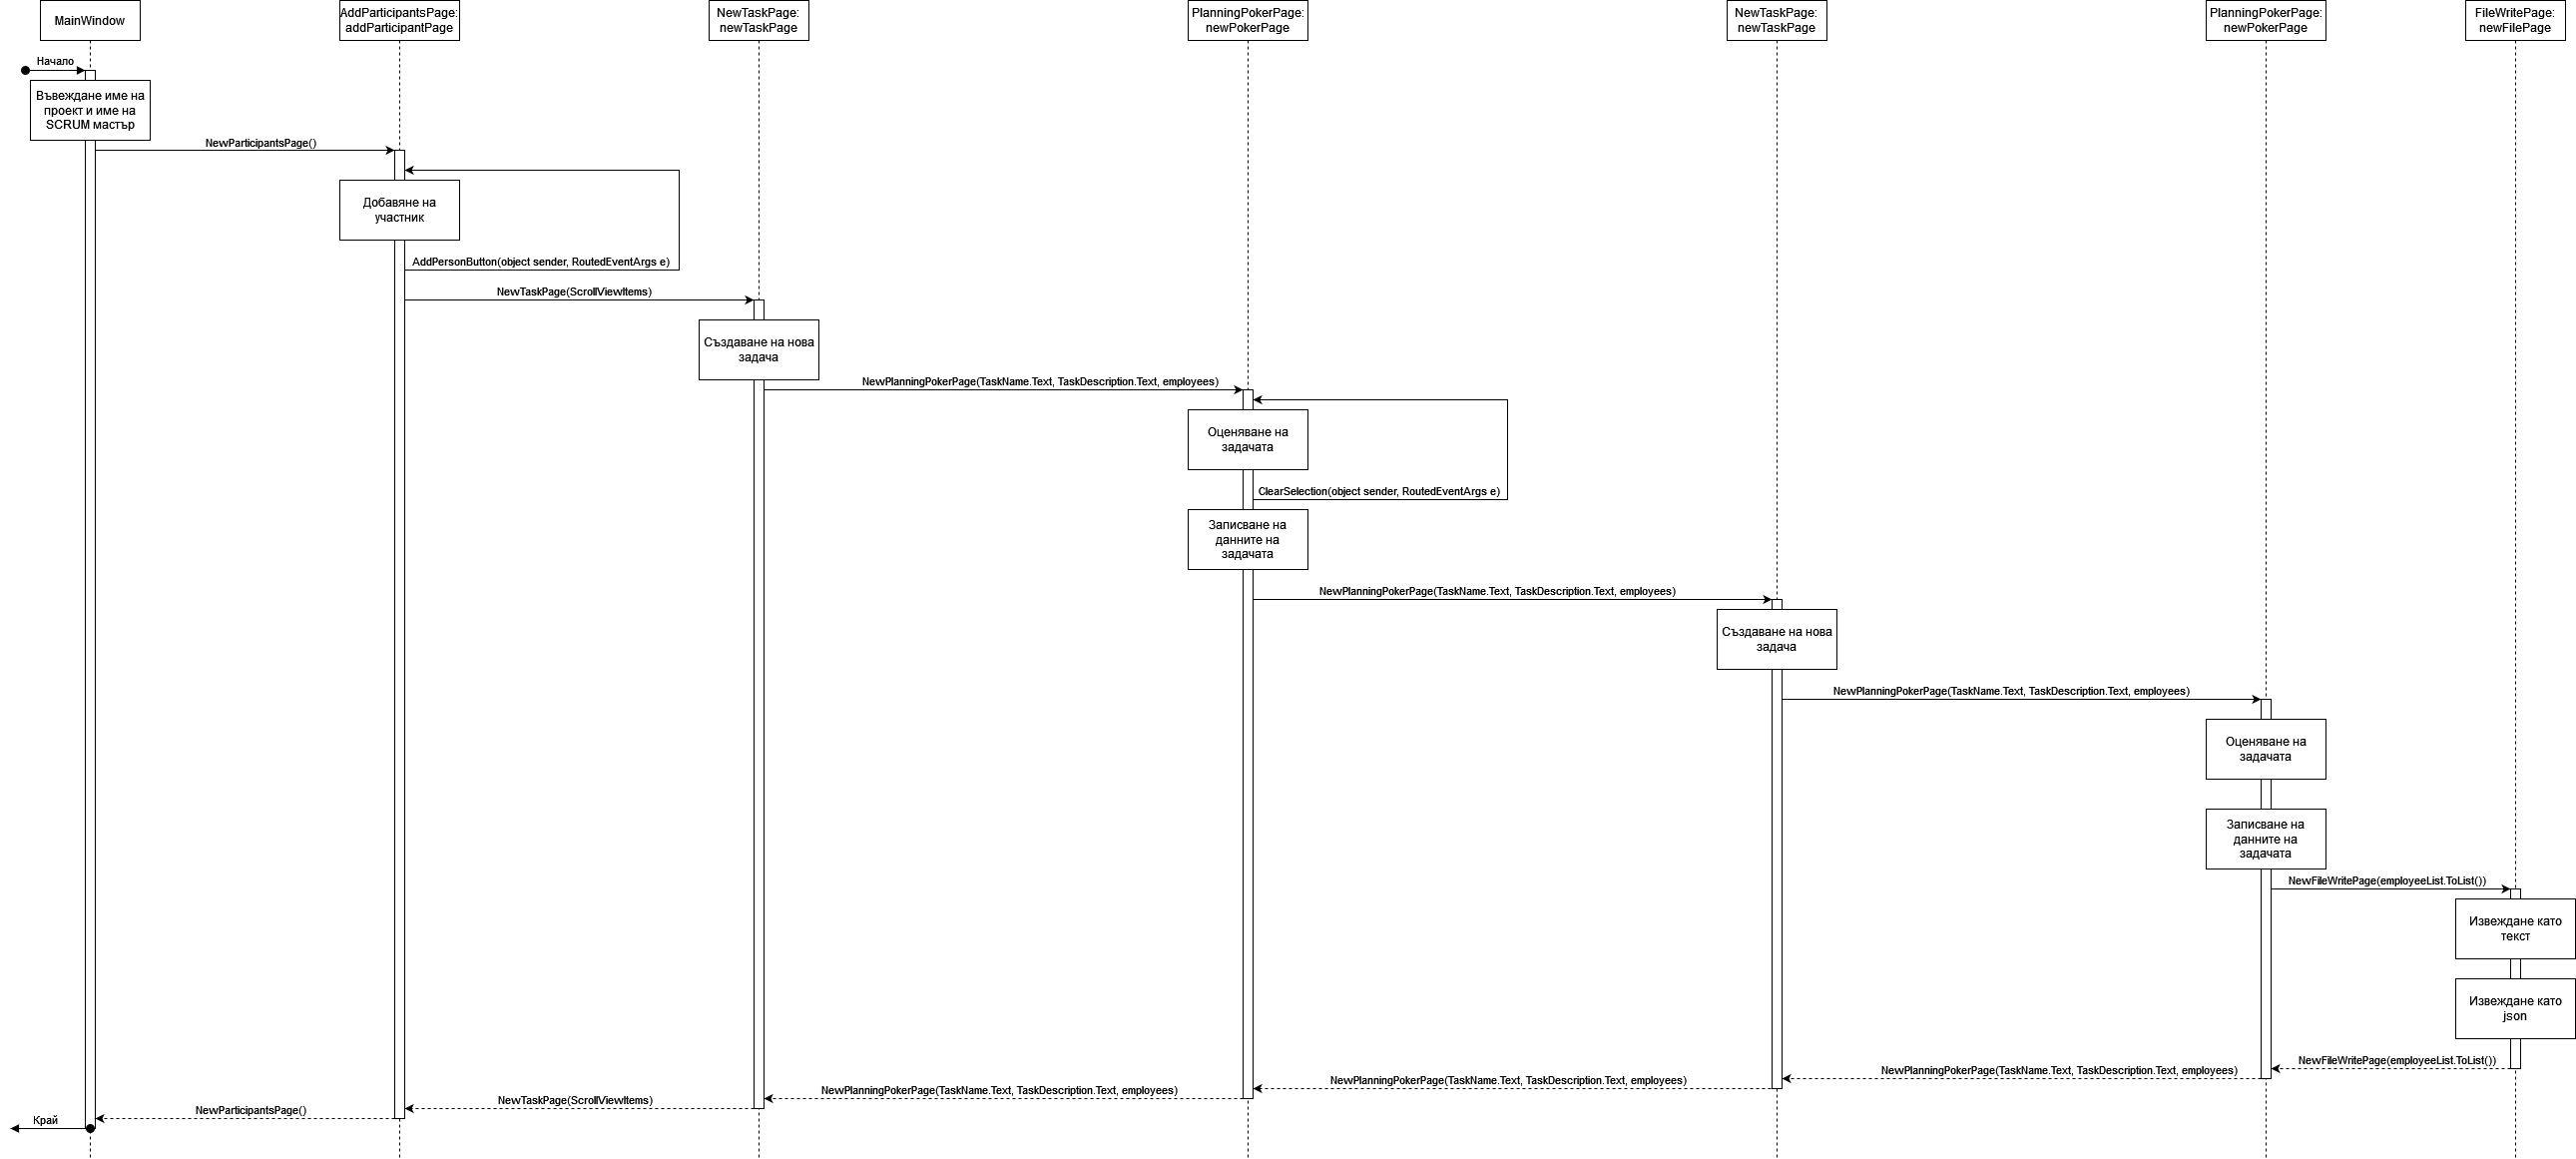 MainWindow
AddParticipantsPage:
addParticipantPage
NewTaskPage:
newTaskPage
PlanningPokerPage:
newPokerPage
NewTaskPage:
newTaskPage
PlanningPokerPage:
newPokerPage
FileWritePage:
newFilePage
Начало
Въвеждане име на
проект и име на
SCRUM мастър
NewParticipantsPage()
Добавяне на
участник
AddPersonButton(object sender, RoutedEventArgs e)
NewTaskPage(ScrollViewItems)
Създаване на нова
задача
NewPlanningPokerPage(TaskName.Text, TaskDescription.Text, employees)
Оценяване на
задачата
ClearSelection(object sender, RoutedEventArgs e)
Записване на
данните на
задачата
NewPlanningPokerPage(TaskName.Text, TaskDescription.Text, employees)
Създаване на нова
задача
NewPlanningPokerPage(TaskName.Text, TaskDescription.Text, employees)
Оценяване на
задачата
Записване на
данните на
задачата
NewFileWritePage(employeeList.ToList())
Извеждане като
текст
Извеждане като
json
NewFileWritePage(employeeList.ToList())
NewPlanningPokerPage(TaskName.Text, TaskDescription.Text, employees)
NewPlanningPokerPage(TaskName.Text, TaskDescription.Text, employees)
NewPlanningPokerPage(TaskName.Text, TaskDescription.Text, employees)
NewTaskPage(ScrollViewItems)
NewParticipantsPage()
Край